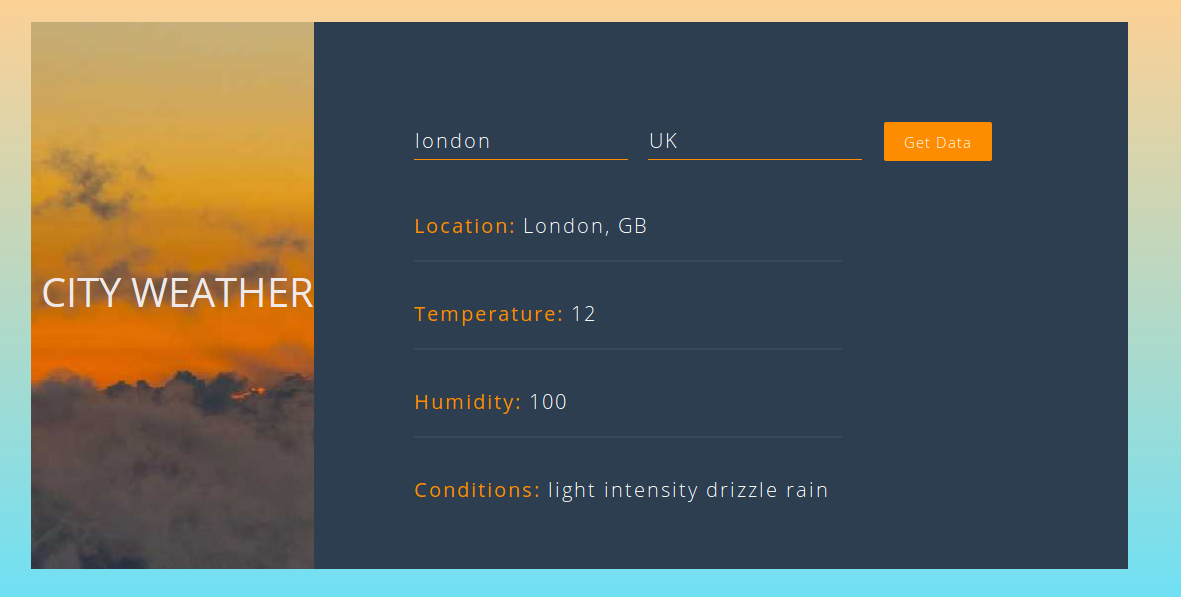 CITY WEATHER
london
UK
Get Data
Location: London, GB
Temperature: 12
Humidity: 100
Conditions: light intensity drizzle rain